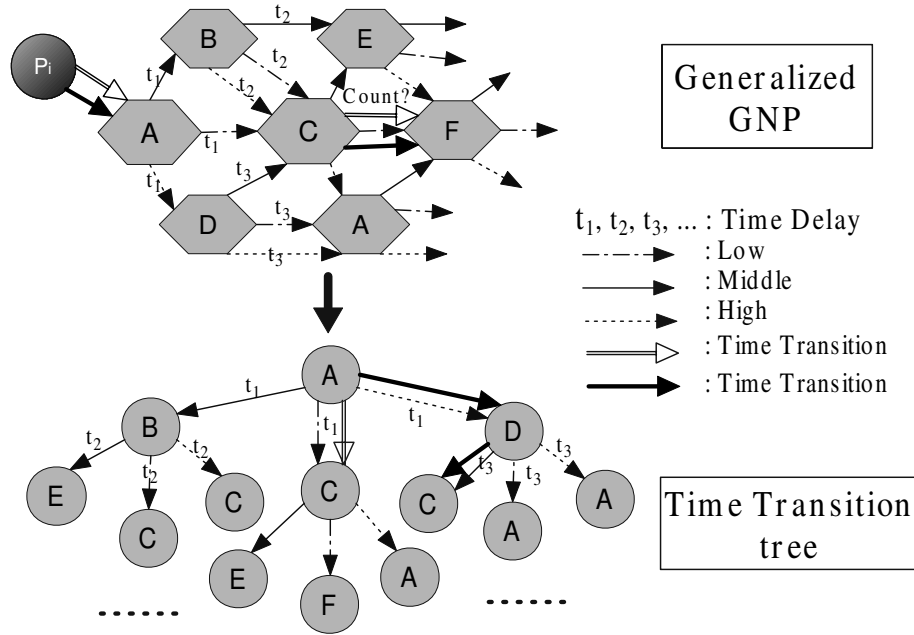 t2
B
E
Pi
t1
t2
t2
Count?
A
t1
C
F
t1
t3
D
t3
A
t3
Generalized
GNP
t1, t2, t3, ... : Time Delay
: Low
: Middle
: High
: Time Transition
: Time Transition
A
t1
t1
t1
B
D
t2
t2
t2
t3
t3
t3
E
C
C
C
C
A
A
E
F
A
Time Transition
tree